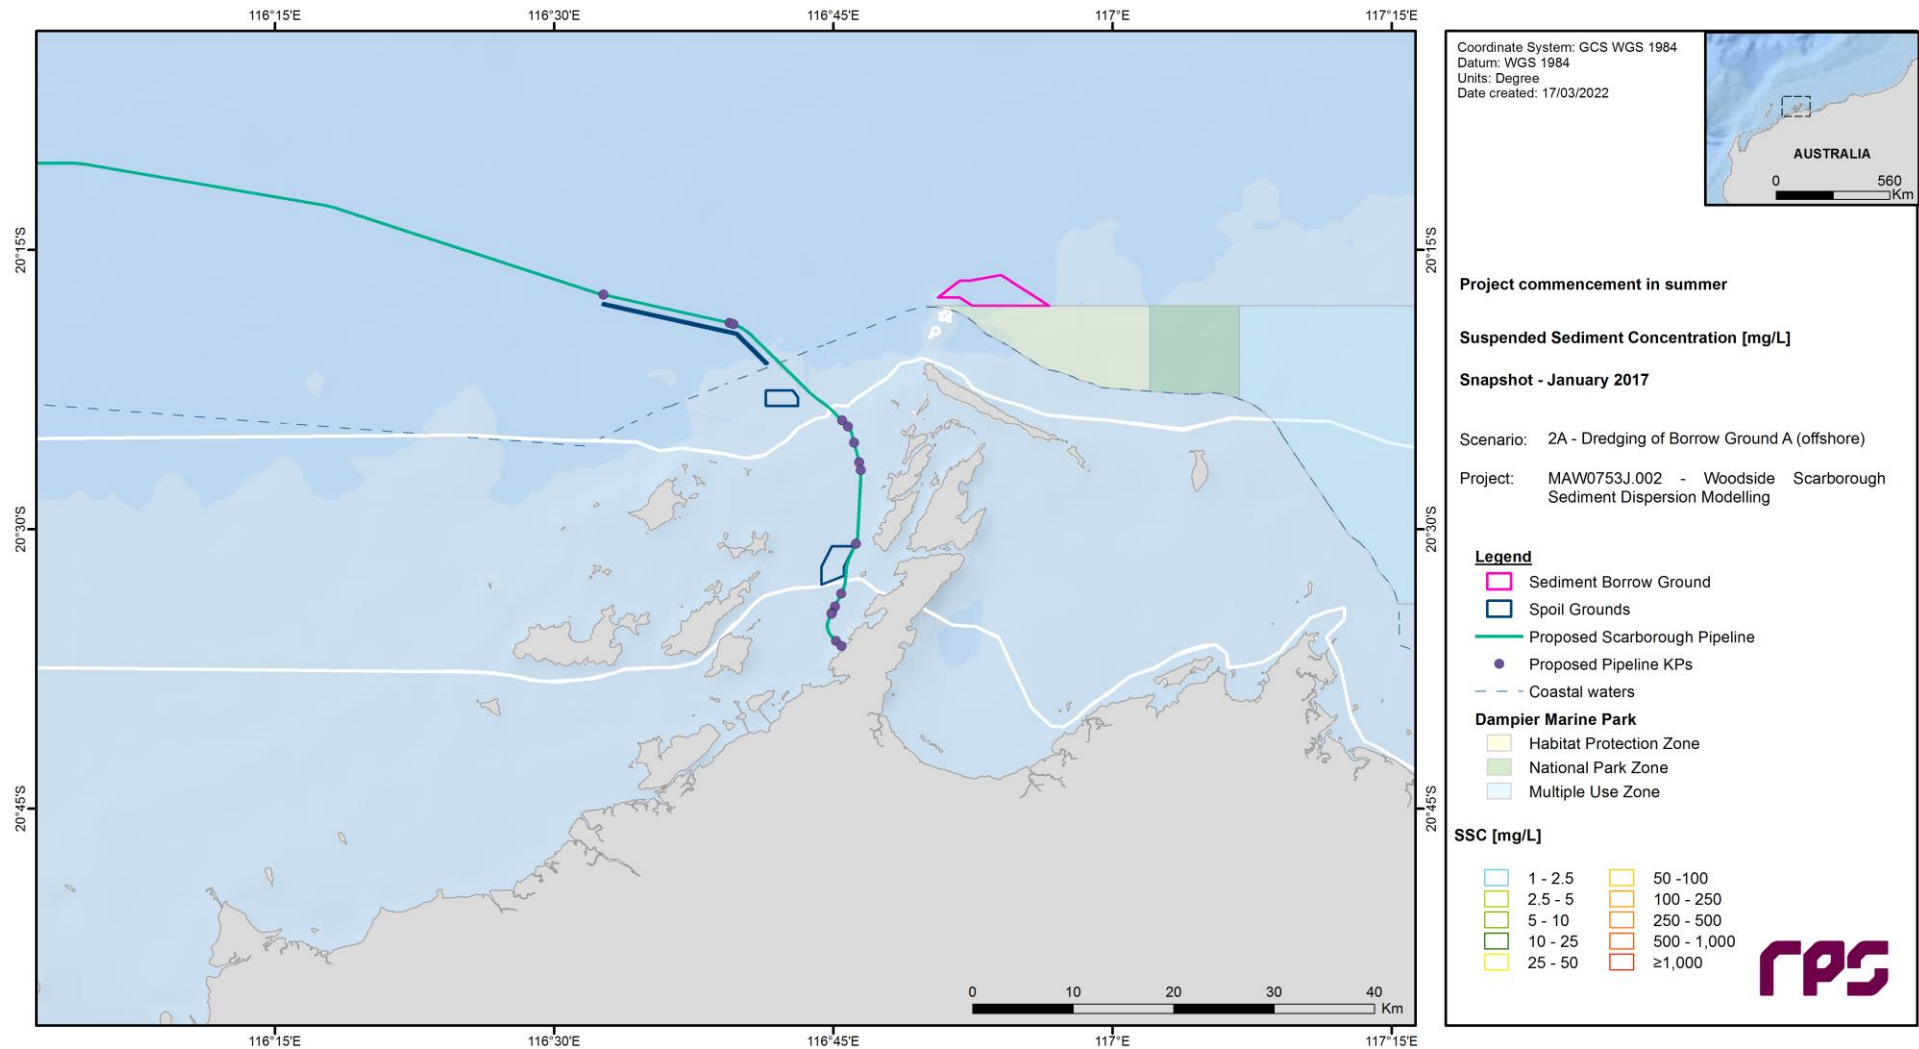 116°15'E 116°30'E 116°45'E 117°E 117°15'E
20°15'S 20°15'S
20°30'S 20°30'S
20°45'S 20°45'S
0 10 20 30 40
Km
116°15'E 116°30'E 116°45'E 117°E 117°15'E
Coordinate System: GCS WGS 1984
Datum: WGS 1984
Units: Degree
Date created: 17/03/2022
AUSTRALIA
0 560
Km
Project commencement in summer
Suspended Sediment Concentration [mg/L]
Snapshot - January 2017
Scenario: 2A - Dredging of Borrow Ground A (offshore)
Project: MAW0753J.002 - Woodside Scarborough
Sediment Dispersion Modelling
Legend
Sediment Borrow Ground
Spoil Grounds
Proposed Scarborough Pipeline
Proposed Pipeline KPs
Coastal waters
Dampier Marine Park
Habitat Protection Zone
National Park Zone
Multiple Use Zone
SSC [mg/L]
1 - 2.5 50 -100
2.5 - 5 100 - 250
5 - 10 250 - 500
10 - 25 500 - 1,000
25 - 50 ≥1,000
rps